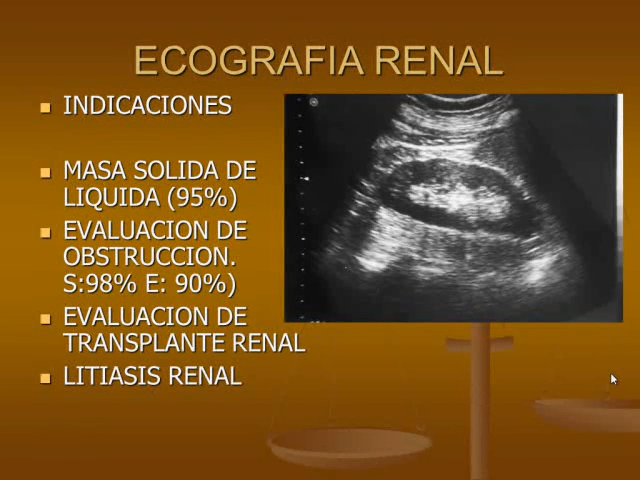 ECOGRAFIA RENAL
INDICACIONES
MASA SOLIDA DE
LIQUIDA (95%)
EVALUACION DE
OBSTRUCCION.
S:98% E: 90%)
EVALUACION DE
TRANSPLANTE RENAL
LITIASIS RENAL